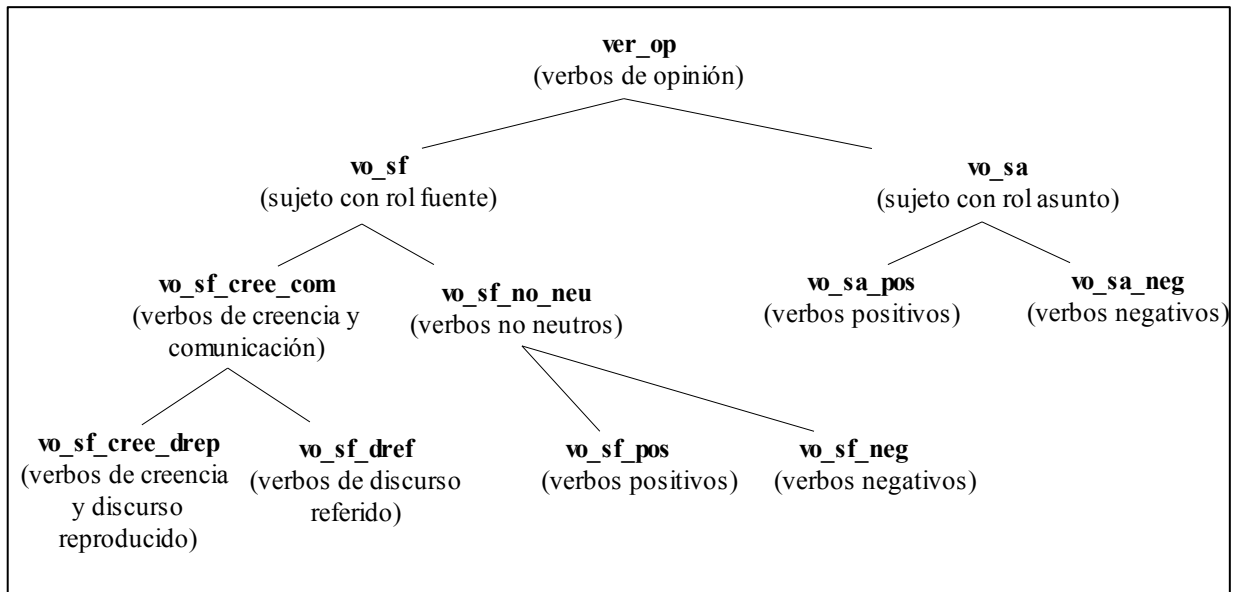 ver_op
(verbos de opinión)
vo_sf
(sujeto con rol fuente)
vo_sa
(sujeto con rol asunto)
vo_sf_cree_com
(verbos de creencia y
comunicación)
vo_sf_no_neu
(verbos no neutros)
vo_sa_pos
(verbos positivos)
vo_sa_neg
(verbos negativos)
vo_sf_cree_drep
(verbos de creencia
y discurso
reproducido)
vo_sf_dref
(verbos de discurso
referido)
vo_sf_pos
(verbos positivos)
vo_sf_neg
(verbos negativos)